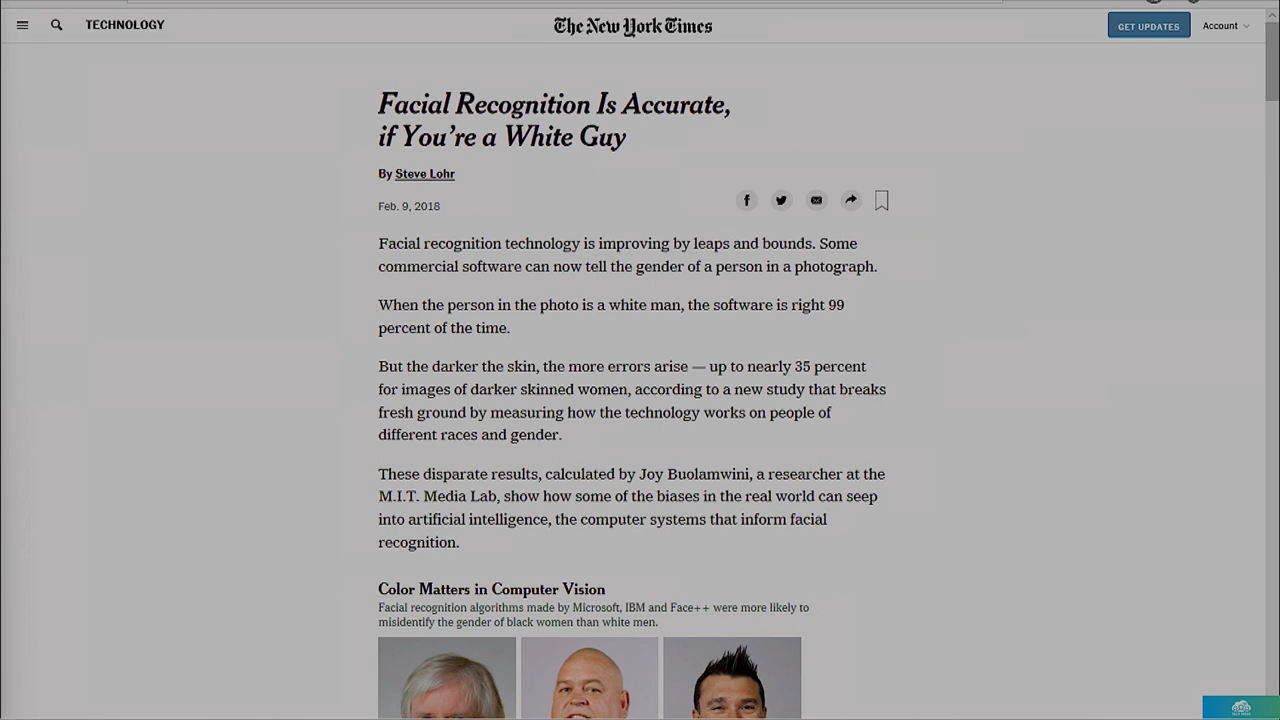 TECHNOLOGY
The New York Times
GET UPDATES
Account
Facial Recognition Is Accurate,
if You're a White Guy
By Steve Lohr
Feb. 9, 2018
Facial recognition technology is improving by leaps and bounds. Some
commercial software can now tell the gender of a person in a photograph.
When the person in the photo is a white man, the software is right 99
percent of the time.
But the darker the skin, the more errors arise — up to nearly 35 percent
for images of darker skinned women, according to a new study that breaks
fresh ground by measuring how the technology works on people of
different races and gender.
These disparate results, calculated by Joy Buolamwini, a researcher at the
M.I.T. Media Lab, show how some of the biases in the real world can seep
into artificial intelligence, the computer systems that inform facial
recognition.
Color Matters in Computer Vision
Facial recognition algorithms made by Microsoft, IBM and Face++ were more likely to
misidentify the gender of black women than white men.